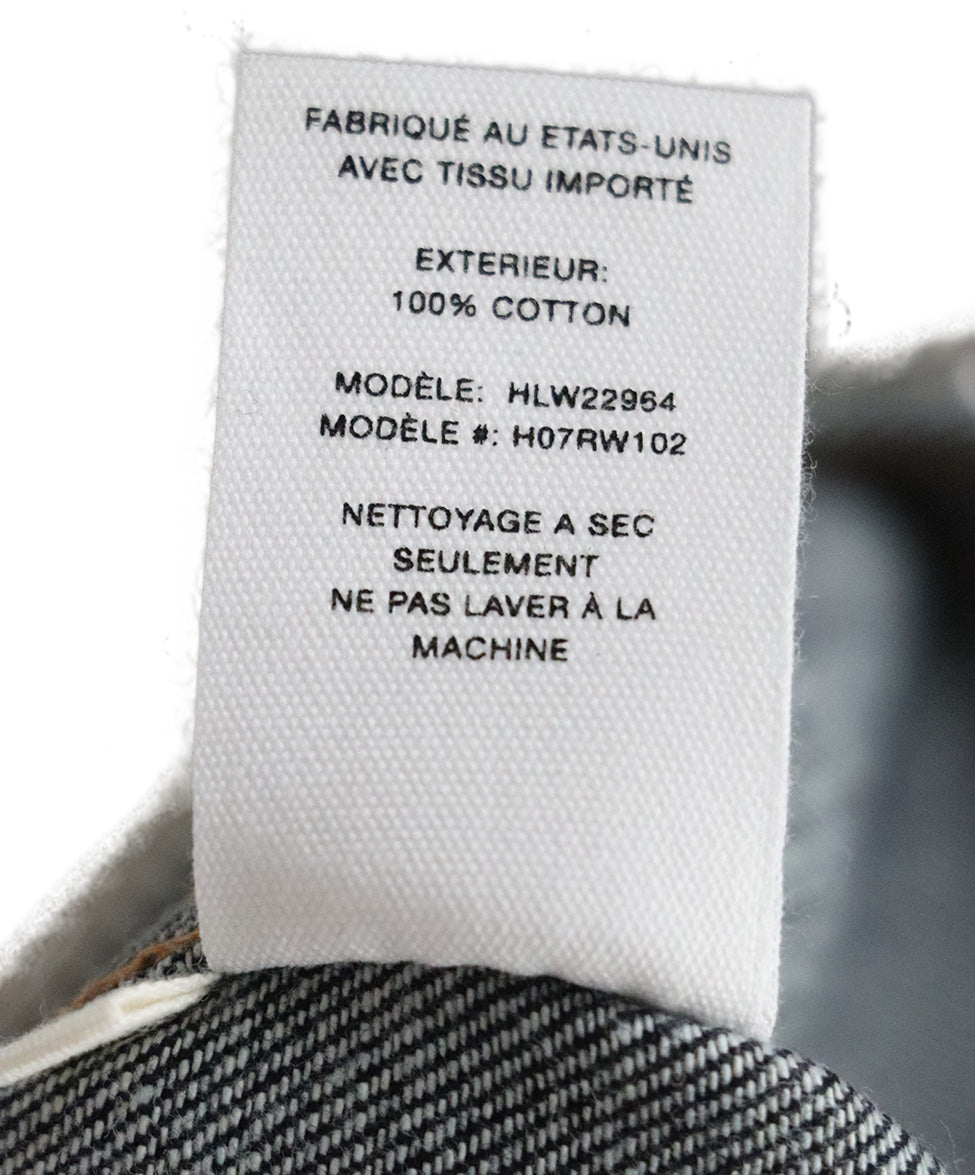 FABRIQUÉ AU ETATS-UNIS
AVEC TISSU IMPORTÉ
EXTERIEUR:
100% COTTON
MODÈLE: HLW22964
MODÈLE #: H07RW102
NETTOYAGE A SEC
SEULEMENT
NE PAS LAVER À LA
MACHINE